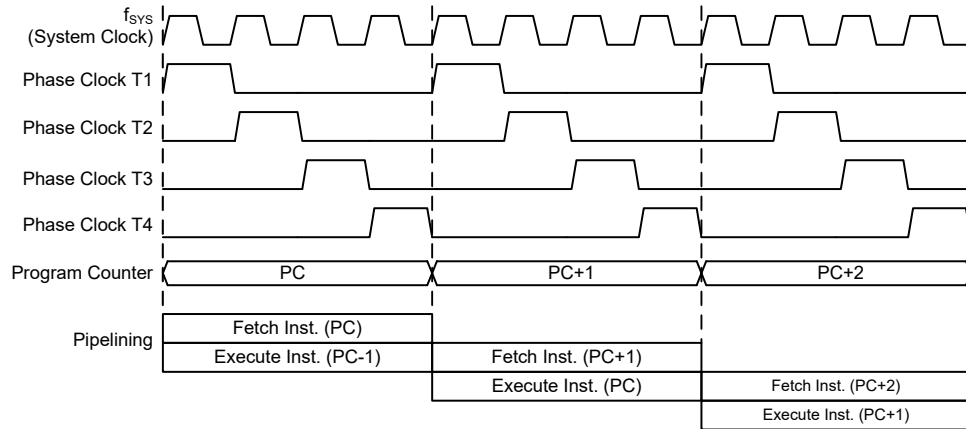 fSYS
(System Clock)
Phase Clock T1
Phase Clock T2
Phase Clock T3
Phase Clock T4
Program Counter PC PC+1 PC+2
Pipelining
Fetch Inst. (PC)
Execute Inst. (PC-1) Fetch Inst. (PC+1)
Execute Inst. (PC) Fetch Inst. (PC+2)
Execute Inst. (PC+1)